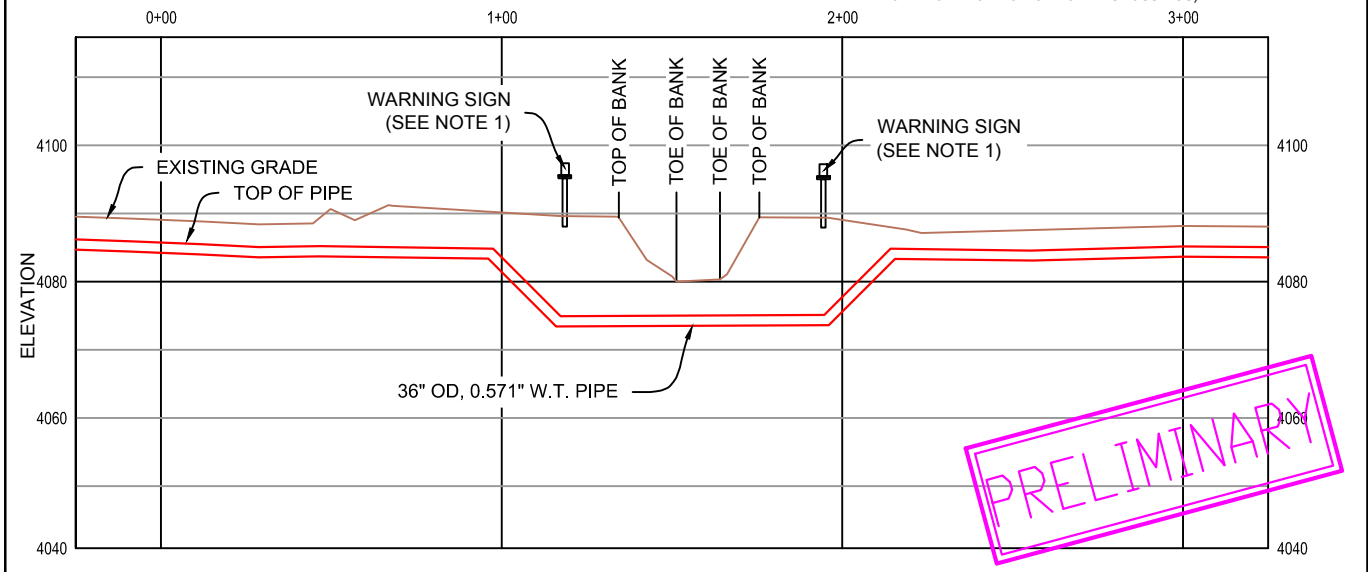 0+00
1+00
2+00
3+00
WARNING SIGN
(SEE NOTE 1)
TOP OF BANK
TOE OF BANK
TOE OF BANK
TOP OF BANK
WARNING SIGN
(SEE NOTE 1)
4100
4100
EXISTING GRADE
TOP OF PIPE
ELEVATION
4080
4080
36" OD, 0.571" W.T. PIPE
4060
4060
PRELIMINARY
4040
4040